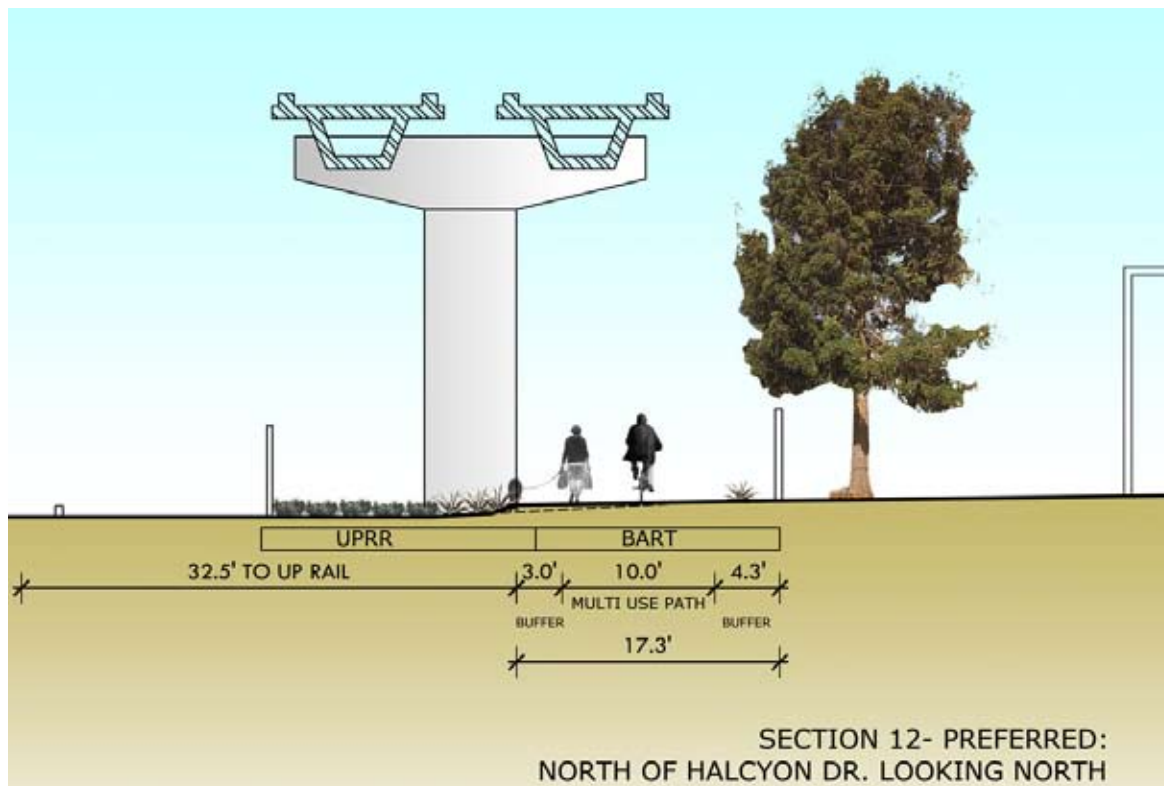 UPRR BART
32.5' TO UP RAIL 3.0' 10.0' 4.3'
MULTI USE PATH
BUFFER BUFFER
17.3'
SECTION 12- PREFERRED:
NORTH OF HALCYON DR. LOOKING NORTH